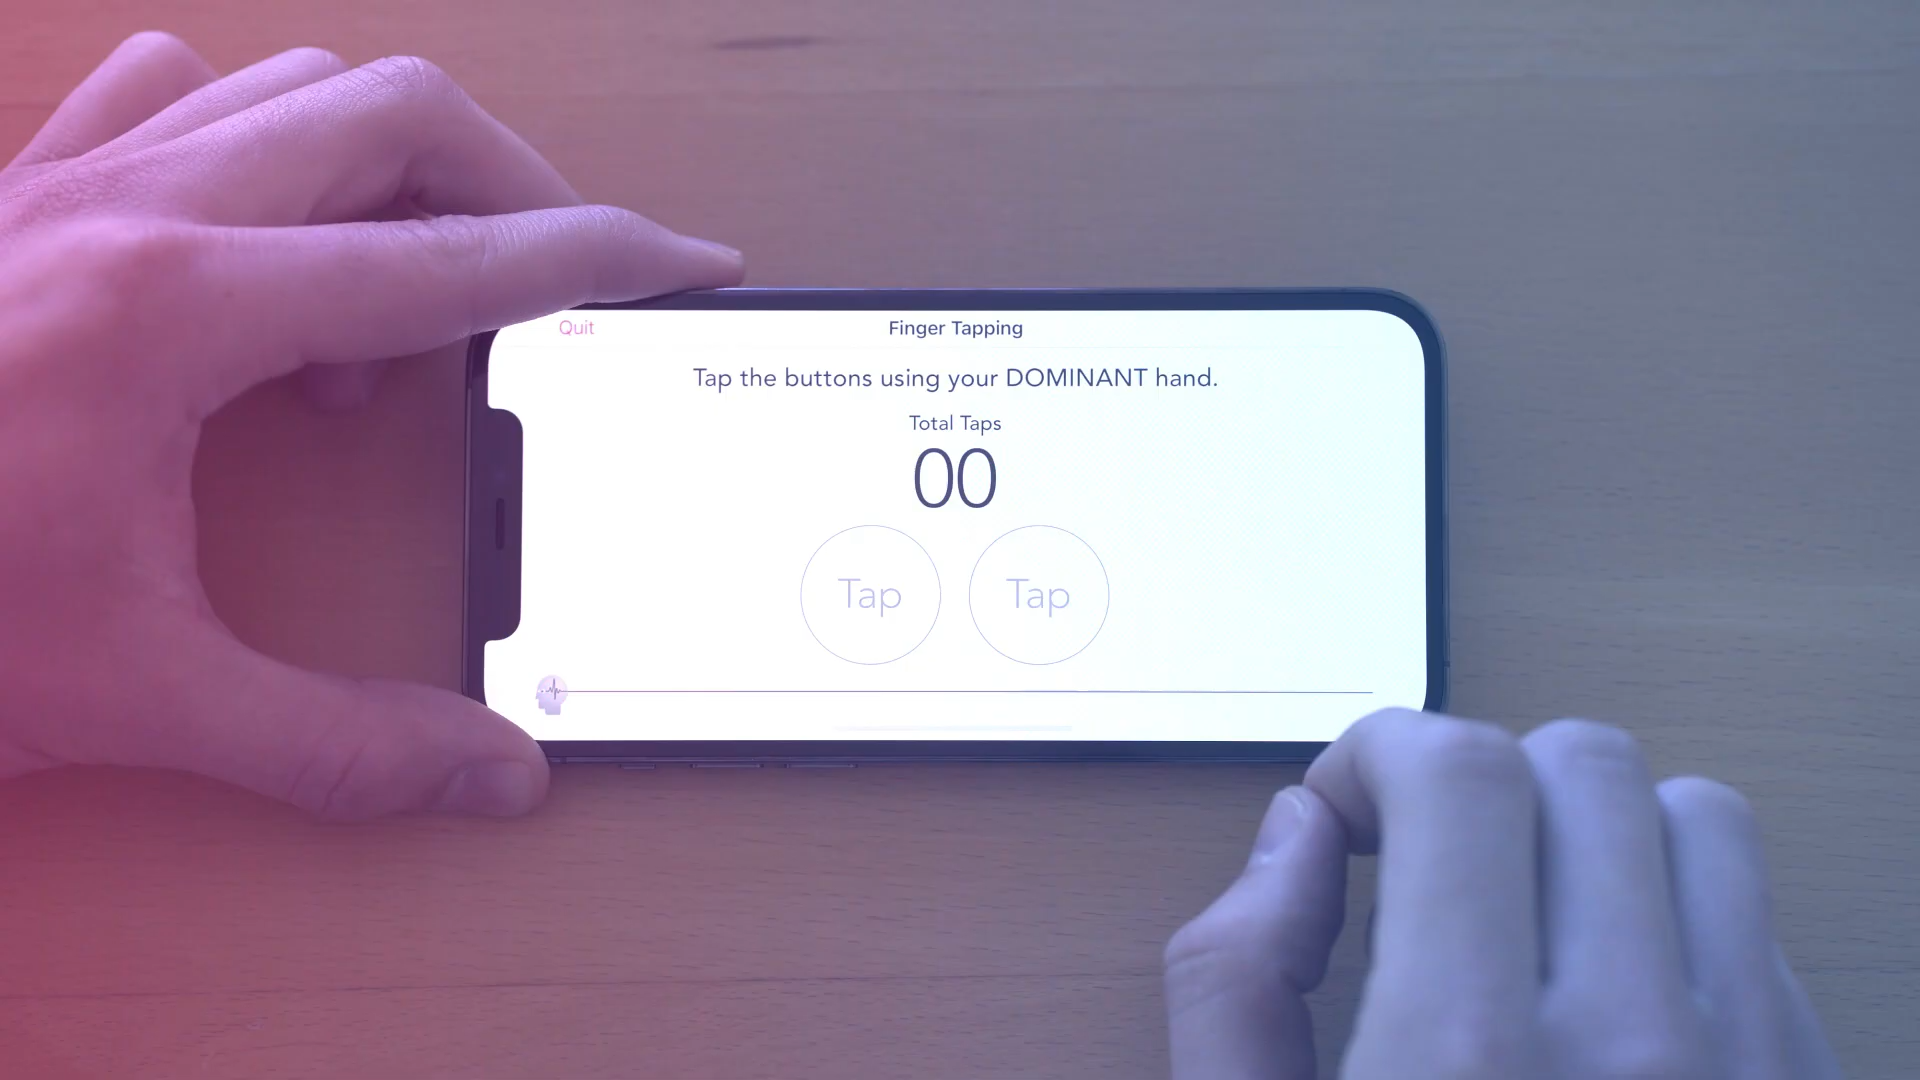 Quit
Finger Tapping
Tap the buttons using your DOMINANT hand.
Total Taps
00
Tap Tap